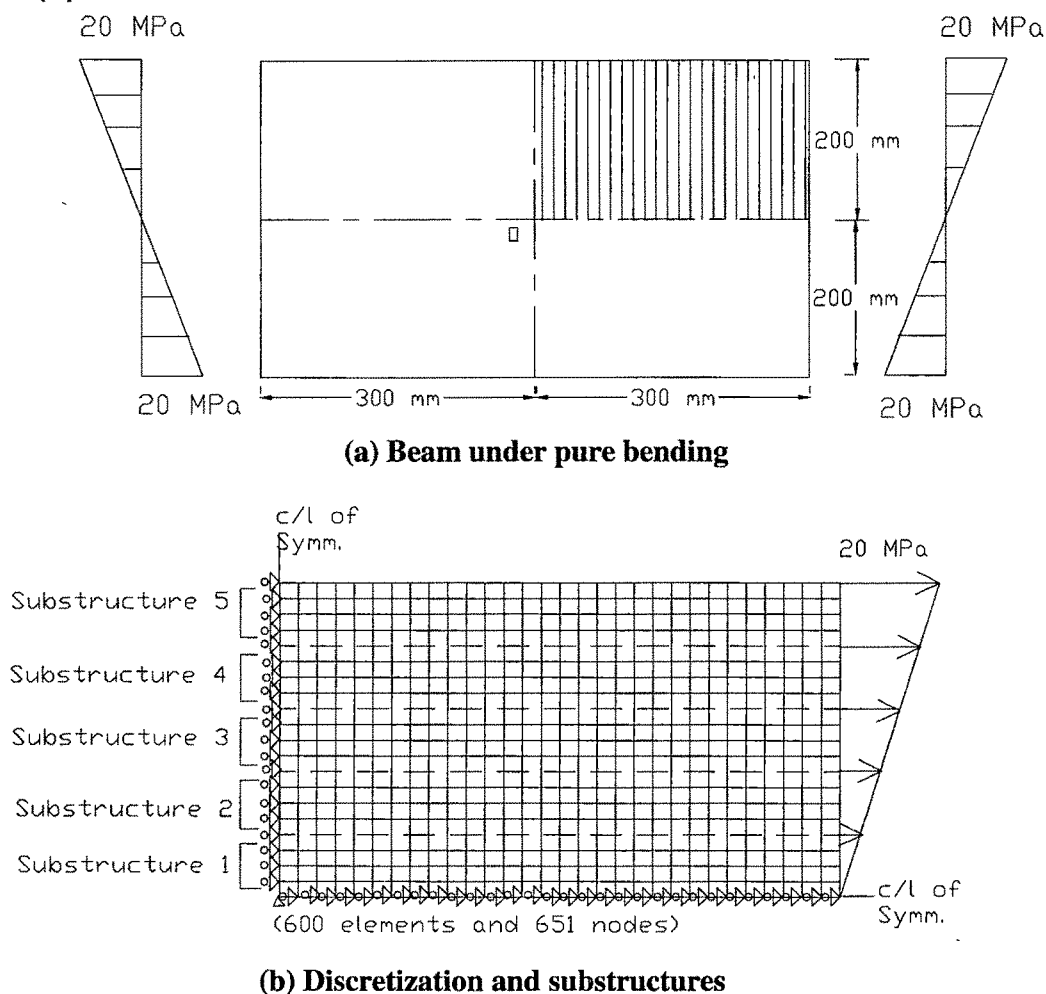 20 MPa
20 MPa
200 mm
200 mm
20 MPa
20 MPa
300 mm
300 mm
(a) Beam under pure bending
c/l of
Symm.
20 MPa
Substructure 5
Substructure 4
Substructure 3
Substructure 2
Substructure 1
c/l of
Symm.
(600 elements and 651 nodes)
(b) Discretization and substructures